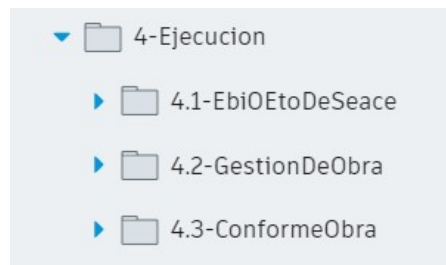 4-Ejecucion
4.1-EbiOEtoDeSeace
4.2-GestionDeObra
4.3-ConformeObra